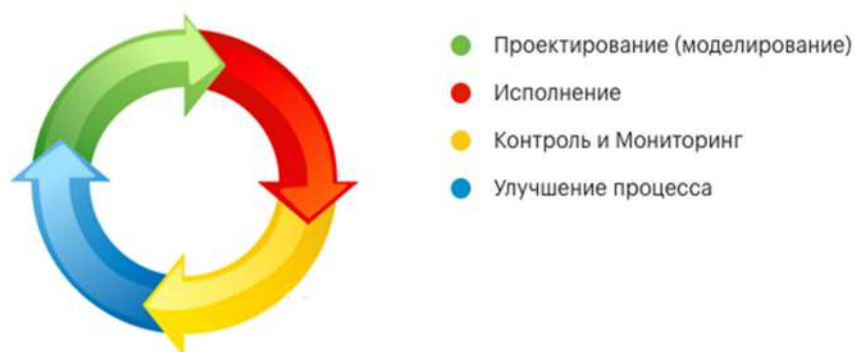 Проектирование (моделирование)
Исполнение
Контроль и Мониторинг
Улучшение процесса